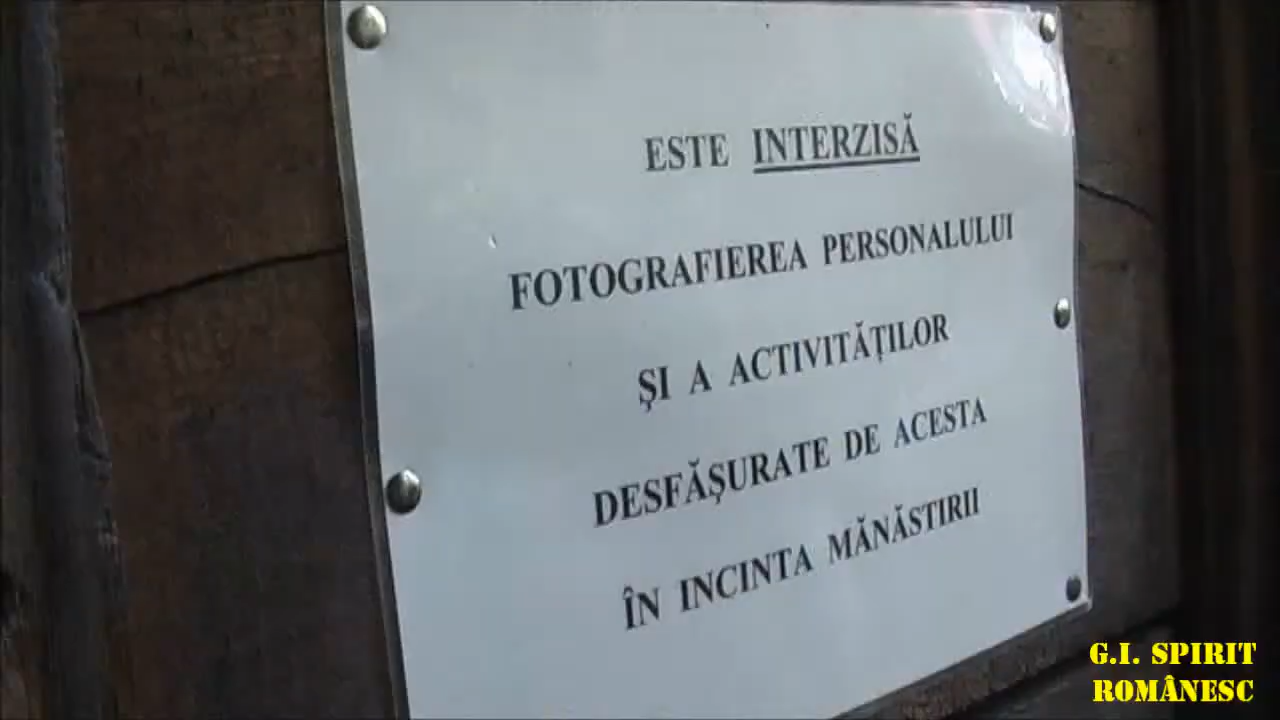 ESTE INTERZISĂ
FOTOGRAFIEREA PERSONALULUI
ŞI A ACTIVITĂŢILOR
DESFĂŞURATE DE ACESTA
ÎN INCINTA MĂNĂSTIRII
G.I. SPIRIT
ROMÂNESC